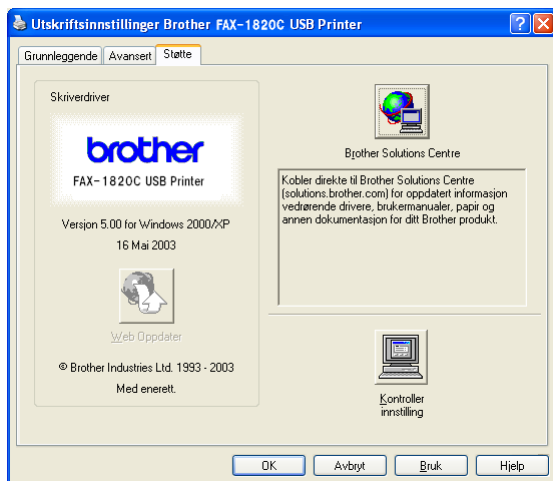 Utskriftsinnstillinger Brother FAX-1820C USB Printer
Grunnleggende Avansert Støtte
Skriverdriver
brother
FAX-1820C USB Printer
Versjon 5.00 for Windows 2000/XP
16 Mai 2003
Web Oppdater
© Brother Industries Ltd. 1993 - 2003
Med enerett.
Brother Solutions Centre
Kobler direkte til Brother Solutions Centre
(solutions.brother.com) for oppdatert informasjon
vedrørende drivere, brukermanualer, papir og
annen dokumentasjon for ditt Brother produkt.
Kontroller
innstilling
OK Avbryt Bruk Hjelp